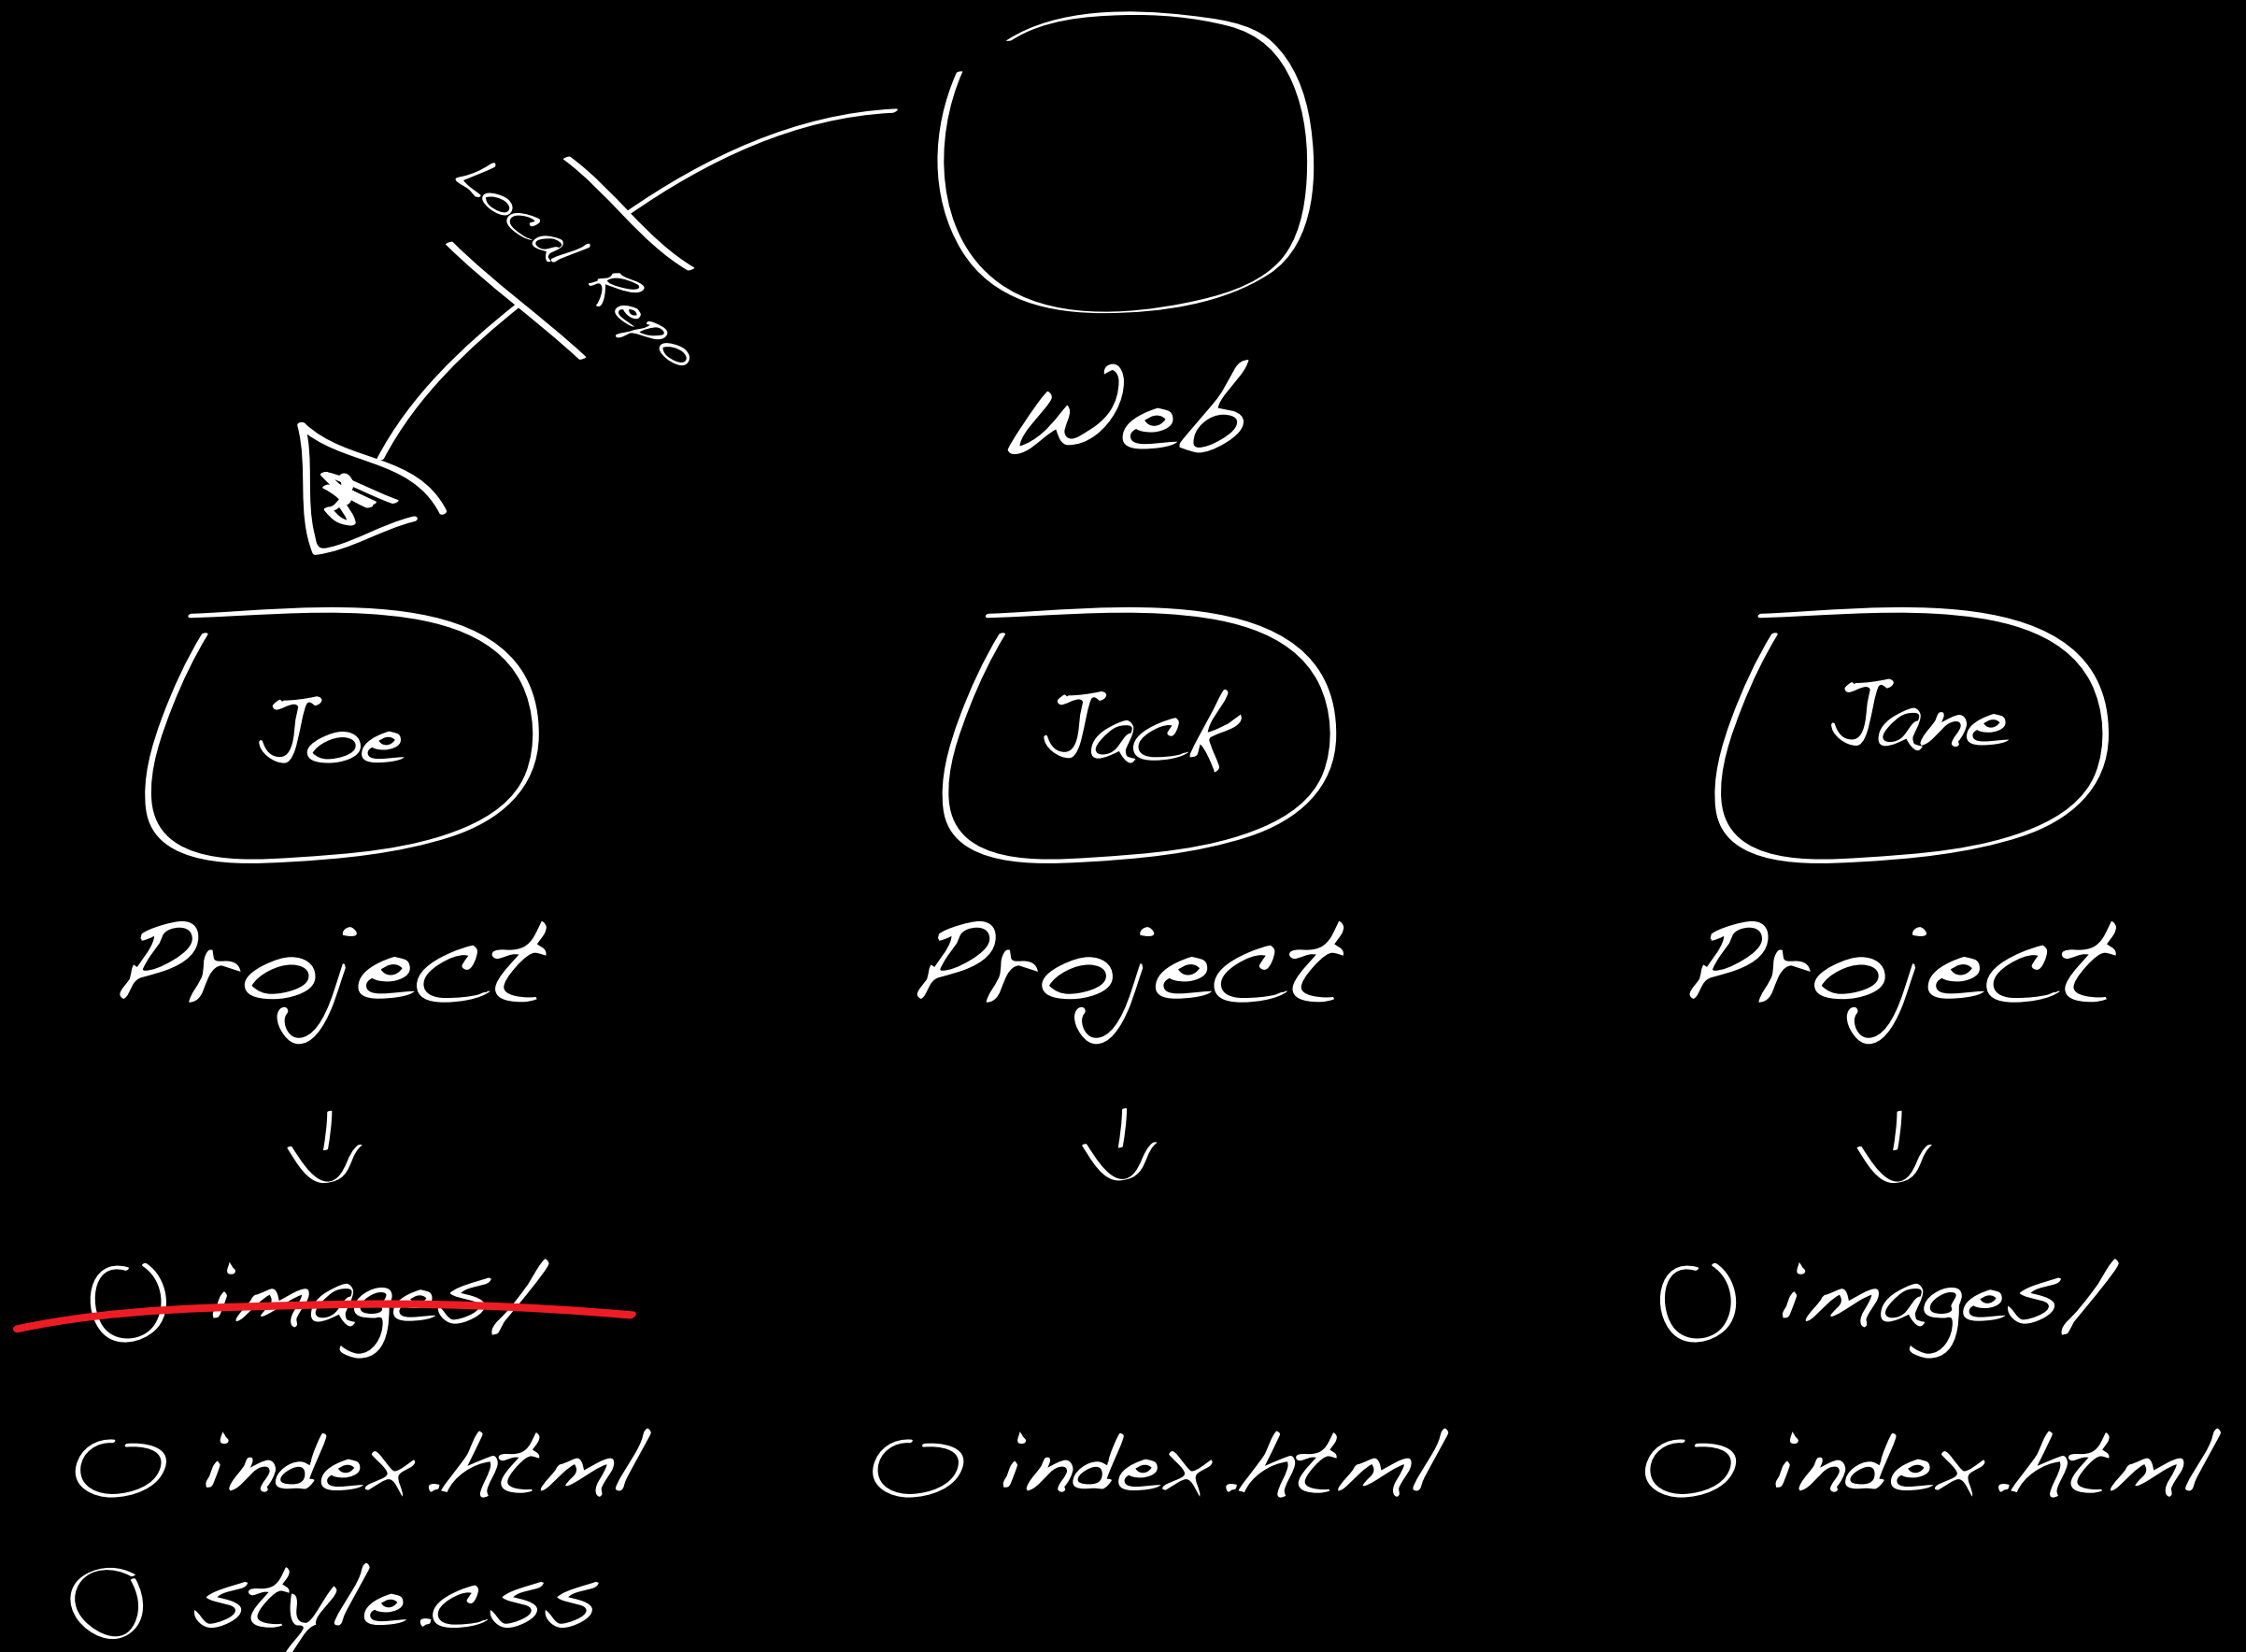 Local Repo
Web
Joe
Jack
Jane
Project
Project
Project
images/
images/
index.html
index.html
index.html
style.css